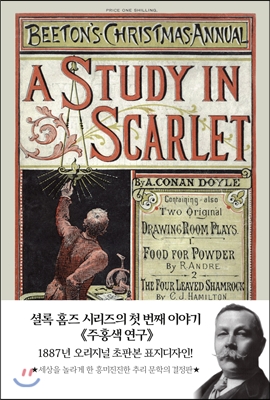 PRICE ONE SHILLING.
BEETON'S CHRISTMAS ANNUAL
A STUDY IN
SCARLET
By A. CONAN DOYLE
Containing also
Two Original
DRAWING ROOM PLAYS
1
FOOD FOR POWDER
By R. ANDRE.
2
THE FOUR LEAVED SHAMROCK
By C. J. HAMILTON
셜록 홈즈 시리즈의 첫 번째 이야기
《주홍색 연구》
1887년 오리지널 초판본 표지디자인!
★세상을 놀라게 한 흥미진진한 추리 문학의 결정판★
yes24